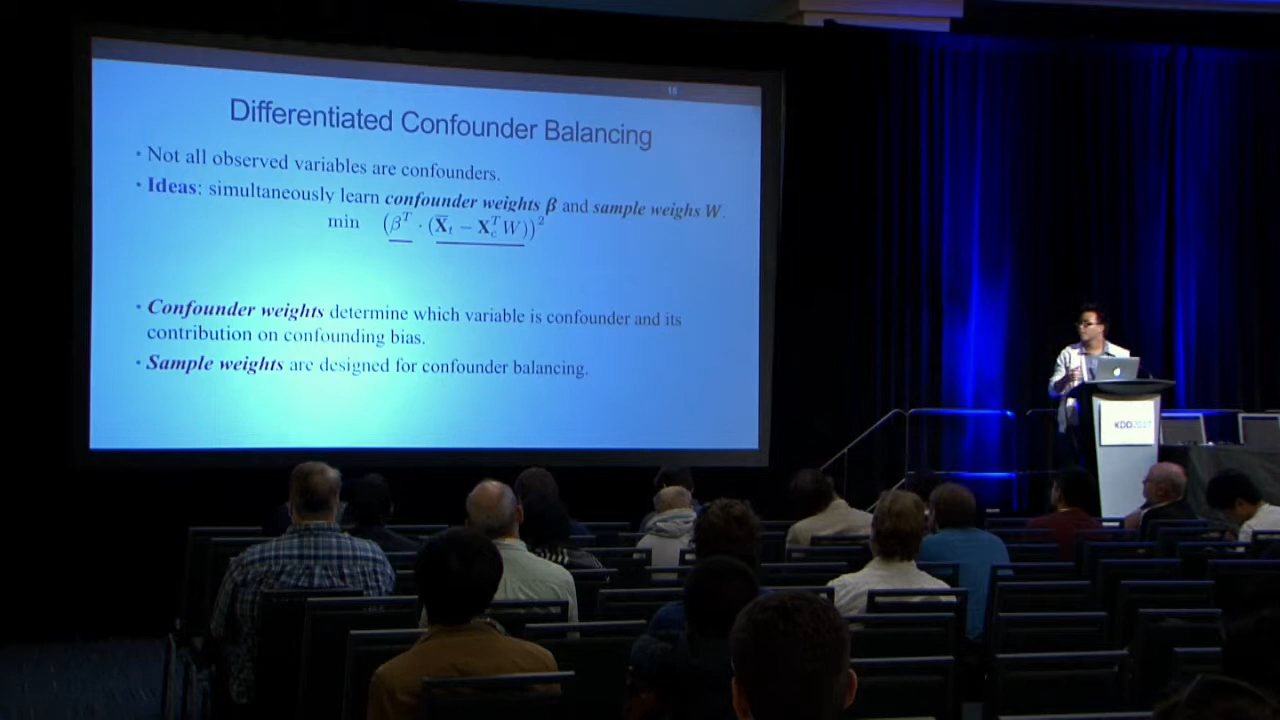 18
Differentiated Confounder Balancing
• Not all observed variables are confounders.
• Ideas: simultaneously learn confounder weights β and sample weighs W.
min (β^T · (X̄_t − X_c^T W))^2
• Confounder weights determine which variable is confounder and its
contribution on confounding bias.
• Sample weights are designed for confounder balancing.
KDD2017